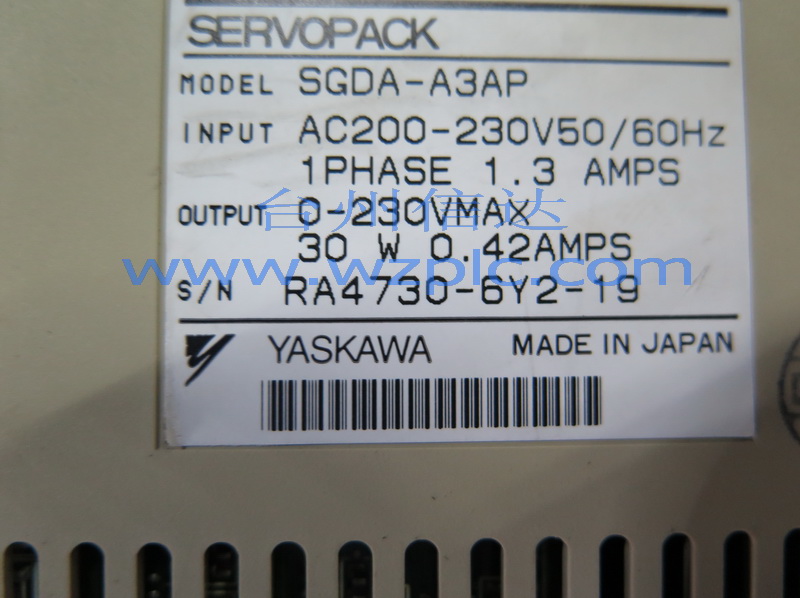 SERVOPACK
MODEL SGDA-A3AP
INPUT AC200-230V50/60Hz
1PHASE 1.3 AMPS
台州信达
OUTPUT 0-230VMAX
30 W 0.42AMPS
www.wzplc.com
S/N RA4730-6Y2-19
YASKAWA MADE IN JAPAN